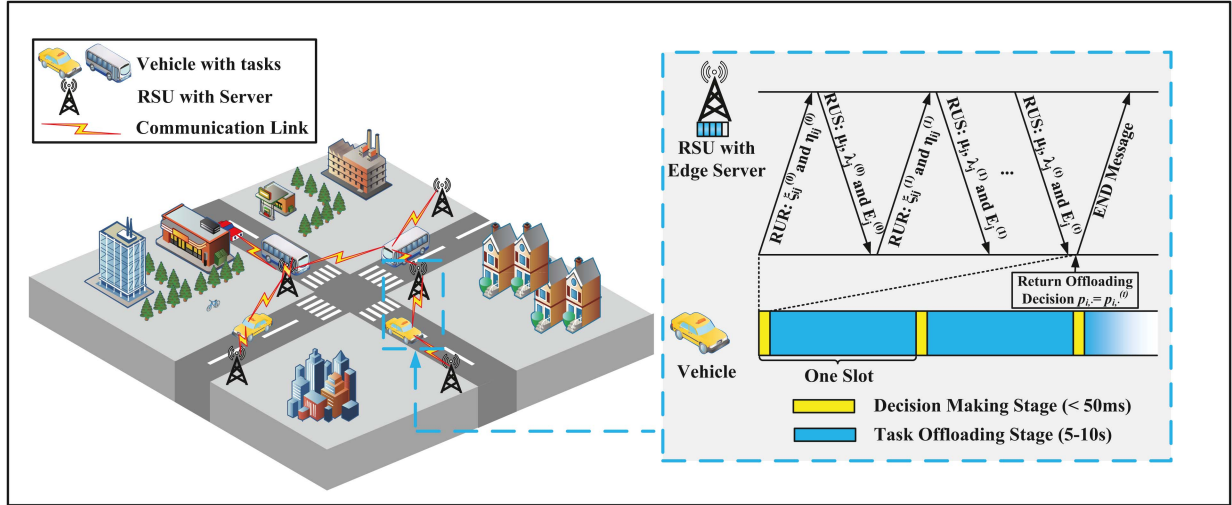 Vehicle with tasks
RSU with Server
Communication Link
RSU with
Edge Server
RUR: ξij(0) and ηij(0)
RUS: μj, λj(0) and Ej(0)
RUR: ξij(1) and ηij(1)
RUS: μj, λj(1) and Ej(1)
...
RUS: μj, λj(t) and Ej(t)
END Message
Return Offloading
Decision pi,·= pi,·(t)
Vehicle
One Slot
Decision Making Stage (< 50ms)
Task Offloading Stage (5-10s)